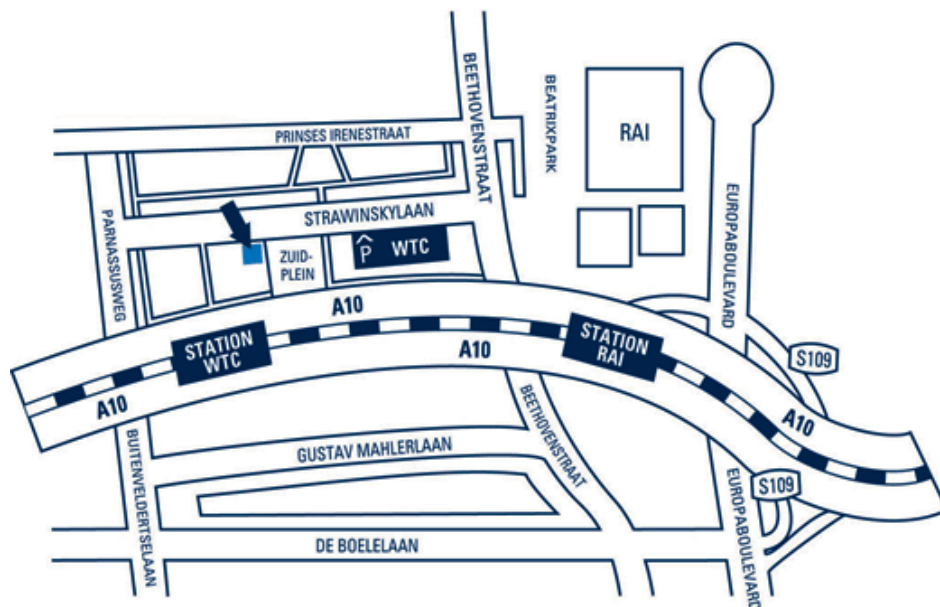 BEETHOVENSTRAAT
BEATRIXPARK
RAI
PRINSES IRENESTRAAT
EUROPABOULEVARD
PARNASSUSWEG
STRAWINSKYLAAN
ZUID-
PLEIN
P WTC
A10
STATION
WTC
A10
STATION
RAI
S109
A10
A10
BUITENVELDERTSELAAN
GUSTAV MAHLERLAAN
BEETHOVENSTRAAT
S109
EUROPABOULEVARD
DE BOELELAAN